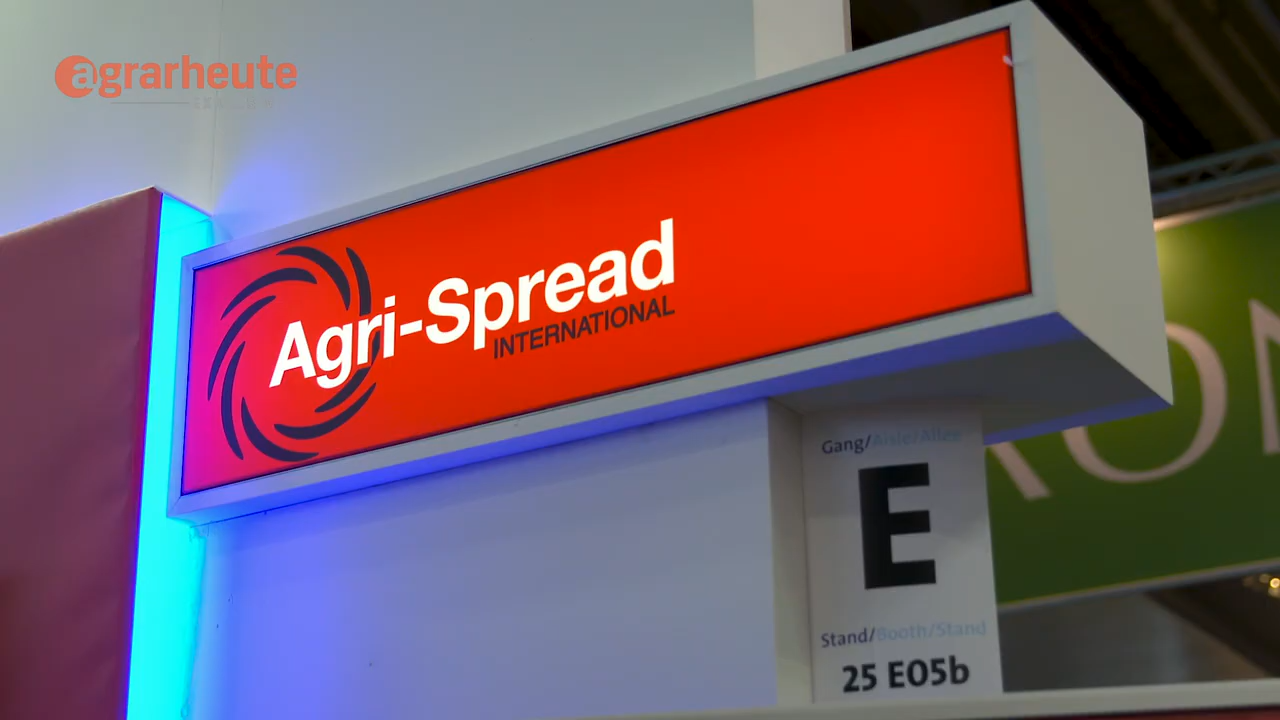 agrarheute
Agri-Spread
INTERNATIONAL
Gang/Aisle/Allee
E
Stand/Booth/Stand
25 E05b